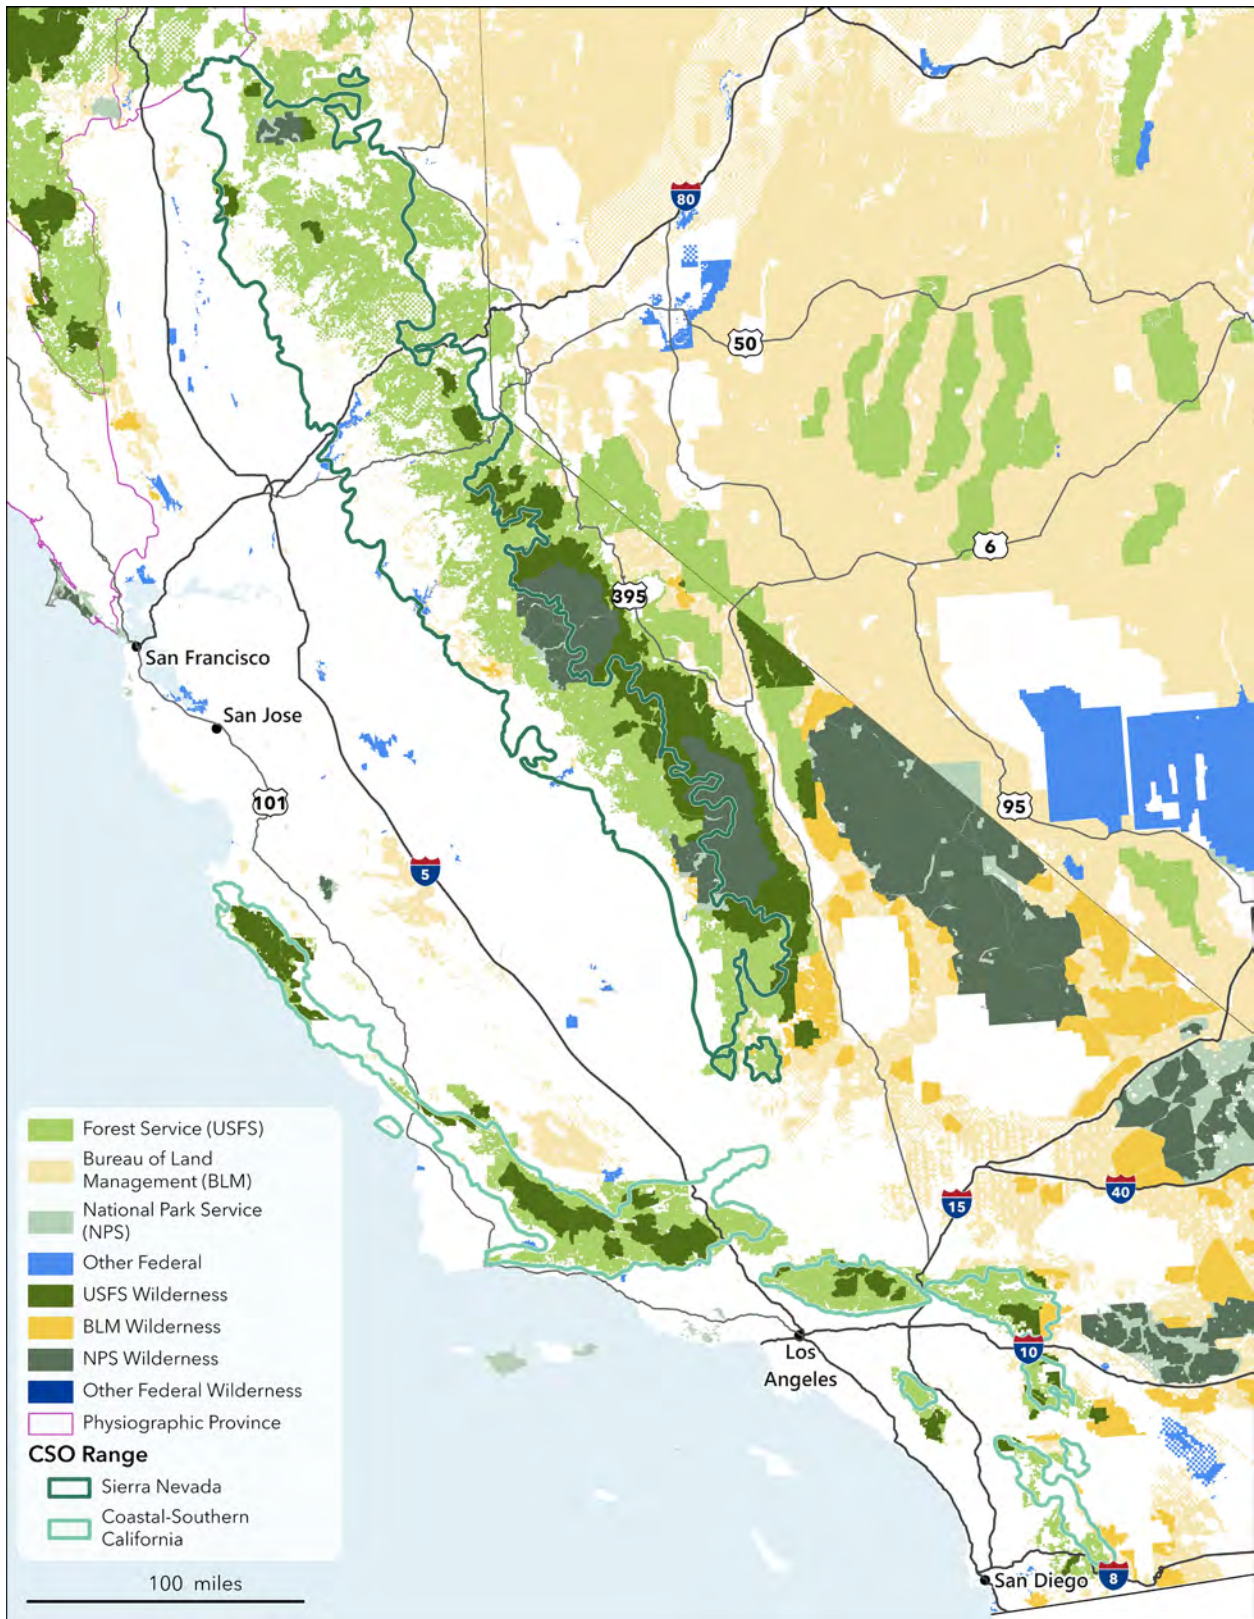 80
50
6
395
San Francisco
San Jose
101
95
5
Forest Service (USFS)
Bureau of Land
Management (BLM)
National Park Service
(NPS)
Other Federal
USFS Wilderness
BLM Wilderness
NPS Wilderness
Other Federal Wilderness
Physiographic Province
CSO Range
Sierra Nevada
Coastal-Southern
California
100 miles
40
15
10
Los
Angeles
San Diego
8